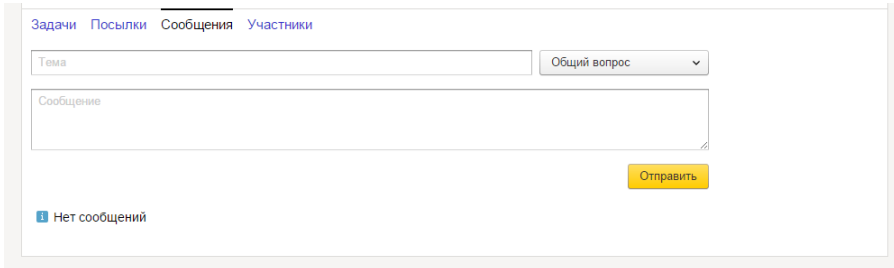 Задачи Посылки Сообщения Участники
Тема Общий вопрос
Сообщение
Отправить
Нет сообщений